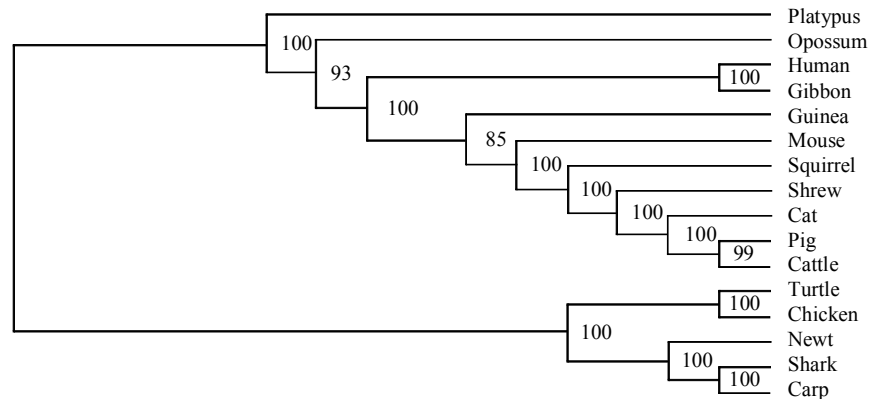 Platypus
100
Opossum
93
Human
100
Gibbon
100
Guinea
85
Mouse
100
Squirrel
100
Shrew
100
Cat
100
Pig
99
Cattle
Turtle
100
Chicken
100
Newt
100
Shark
100
Carp